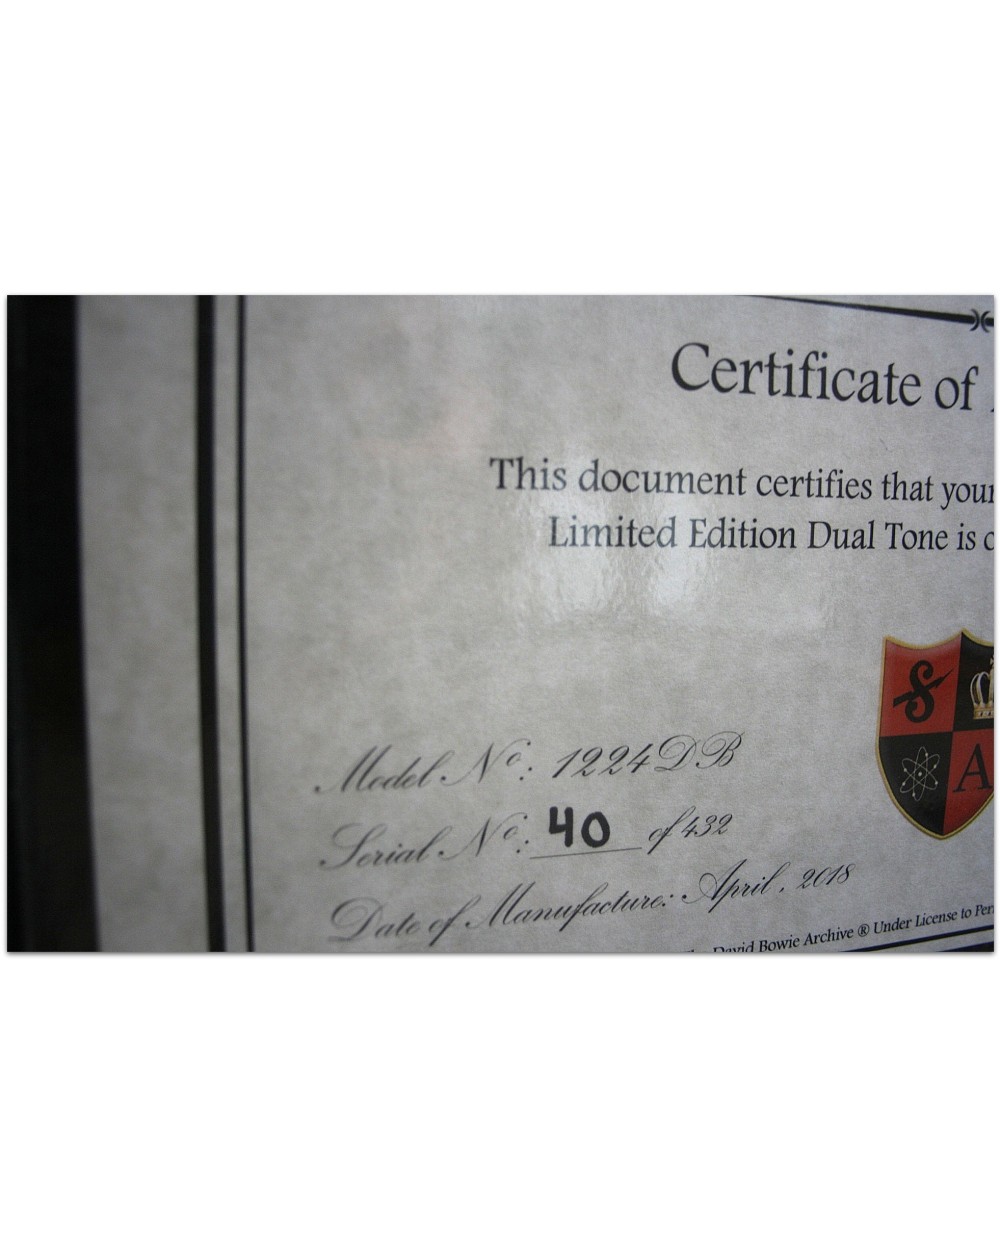 Certificate of
This document certifies that your
Limited Edition Dual Tone is
S
A
Model No: 1224DB
Serial No: 40 of 432
Date of Manufacture: April, 2018
David Bowie Archive ® Under License to